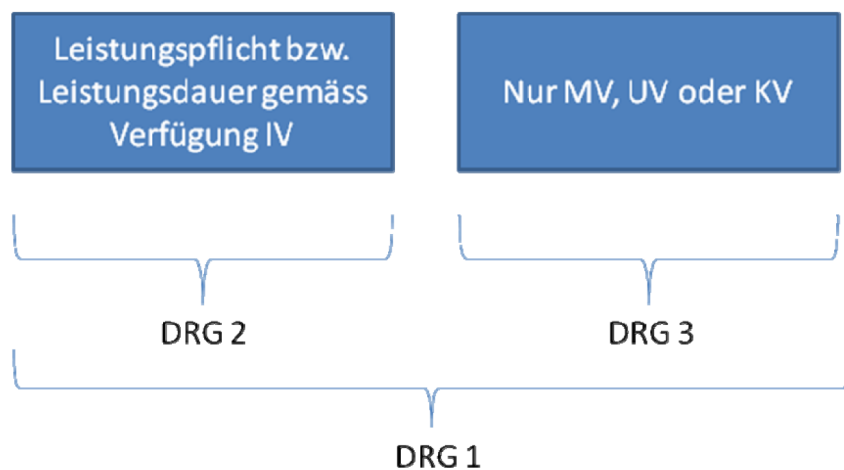 Leistungspflicht bzw.
Leistungsdauer gemäss
Verfügung IV
Nur MV, UV oder KV
DRG 2
DRG 3
DRG 1